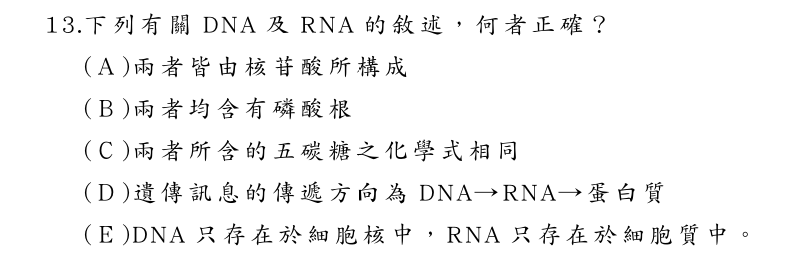 13.下列有關 DNA 及 RNA 的敘述，何者正確？
(A)兩者皆由核苷酸所構成
(B)兩者均含有磷酸根
(C)兩者所含的五碳糖之化學式相同
(D)遺傳訊息的傳遞方向為 DNA→RNA→蛋白質
(E)DNA 只存在於細胞核中，RNA 只存在於細胞質中。